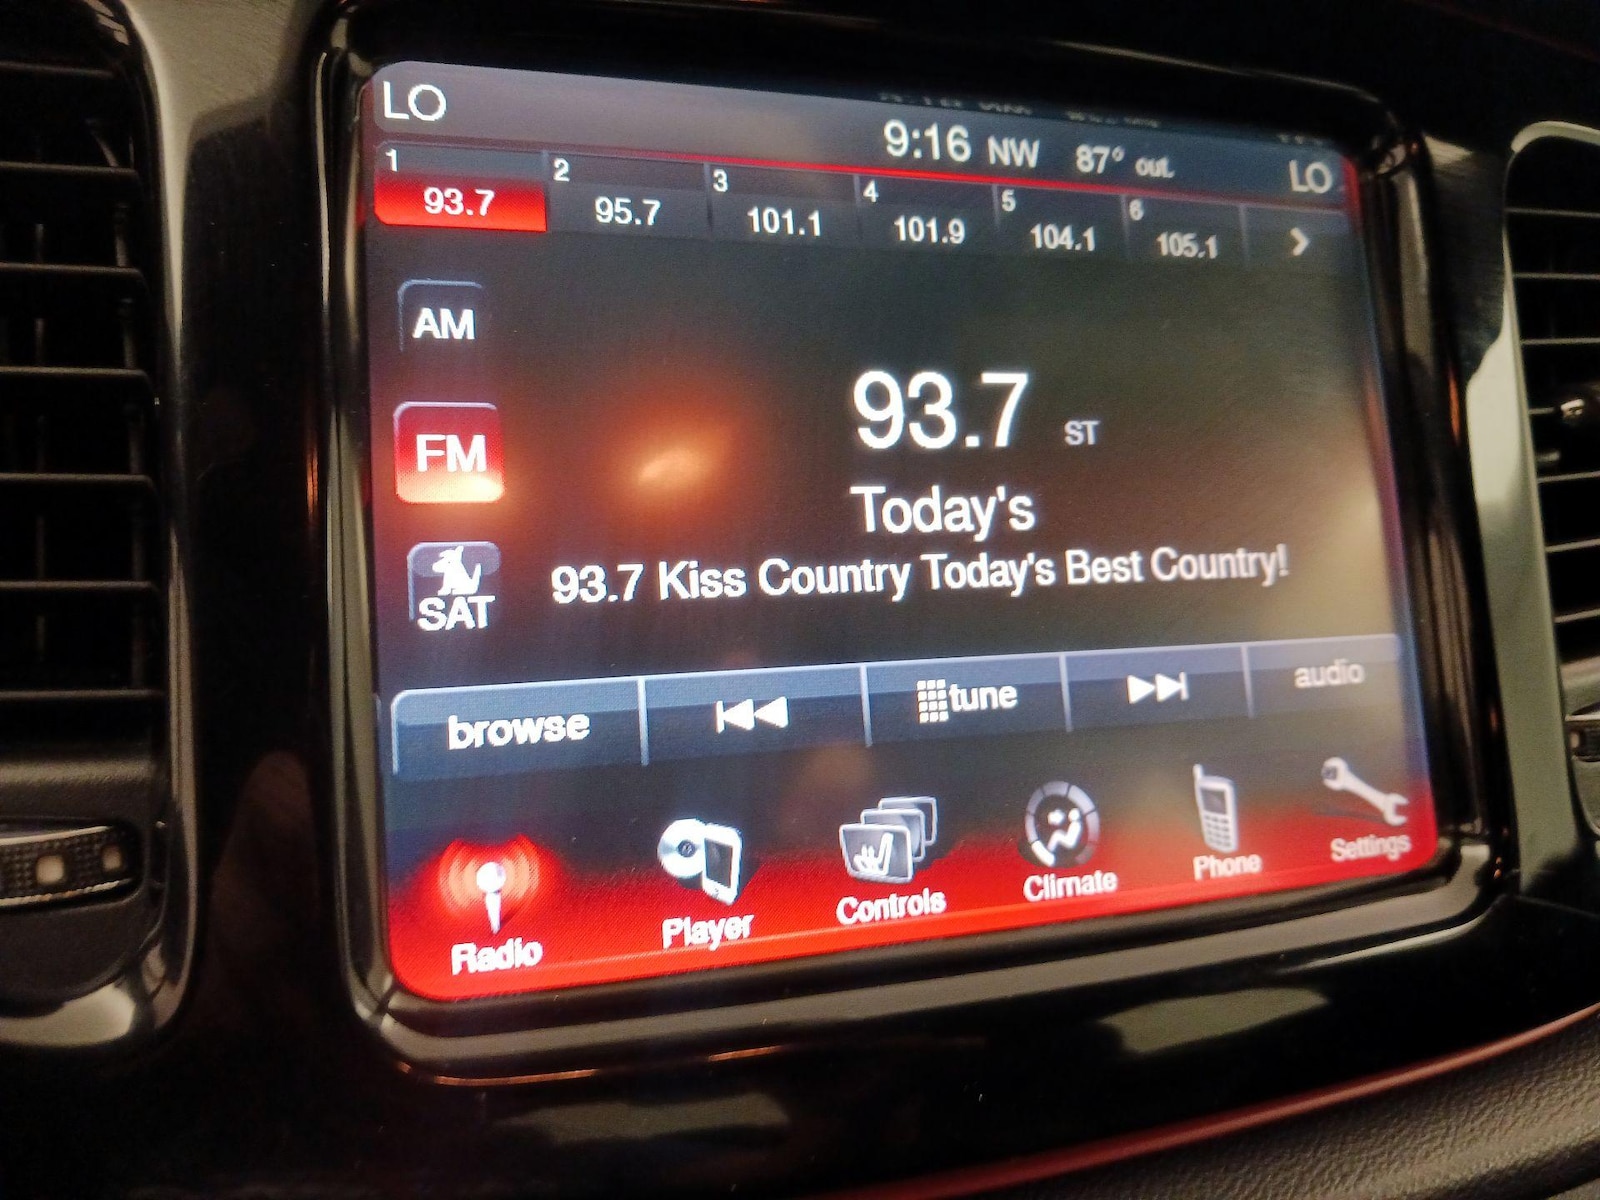 LO
9:16 NW 87° out.
LO
1 2 3 4 5 6
93.7 95.7 101.1 101.9 104.1 105.1
AM
93.7 ST
FM
Today's
93.7 Kiss Country Today's Best Country!
SAT
browse tune audio
Radio Player Controls Climate Phone Settings